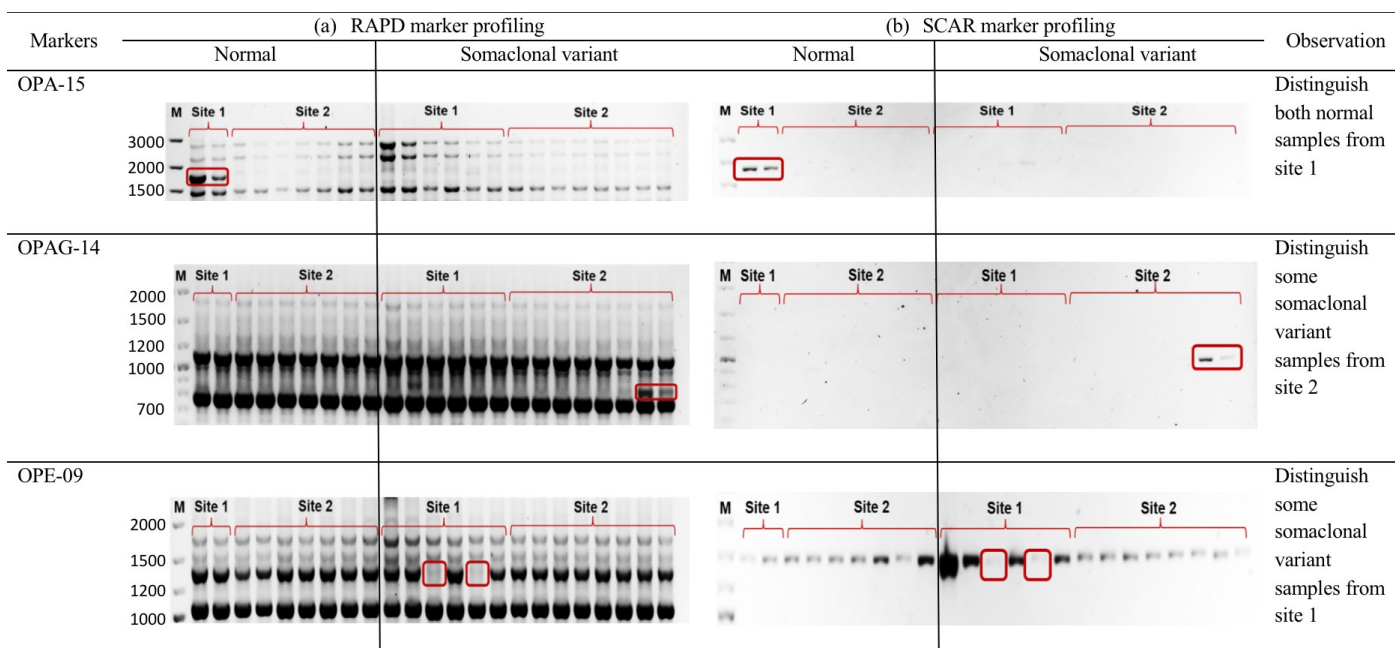 Markers
(a) RAPD marker profiling
(b) SCAR marker profiling
Observation
Normal
Somaclonal variant
Normal
Somaclonal variant
OPA-15
M Site 1 Site 2 Site 1 Site 2
3000
2000
1500
M Site 1 Site 2 Site 1 Site 2
Distinguish
both normal
samples from
site 1
OPAG-14
M Site 1 Site 2 Site 1 Site 2
2000
1500
1200
1000
700
M Site 1 Site 2 Site 1 Site 2
Distinguish
some
somaclonal
variant
samples from
site 2
OPE-09
M Site 1 Site 2 Site 1 Site 2
2000
1500
1200
1000
M Site 1 Site 2 Site 1 Site 2
Distinguish
some
somaclonal
variant
samples from
site 1